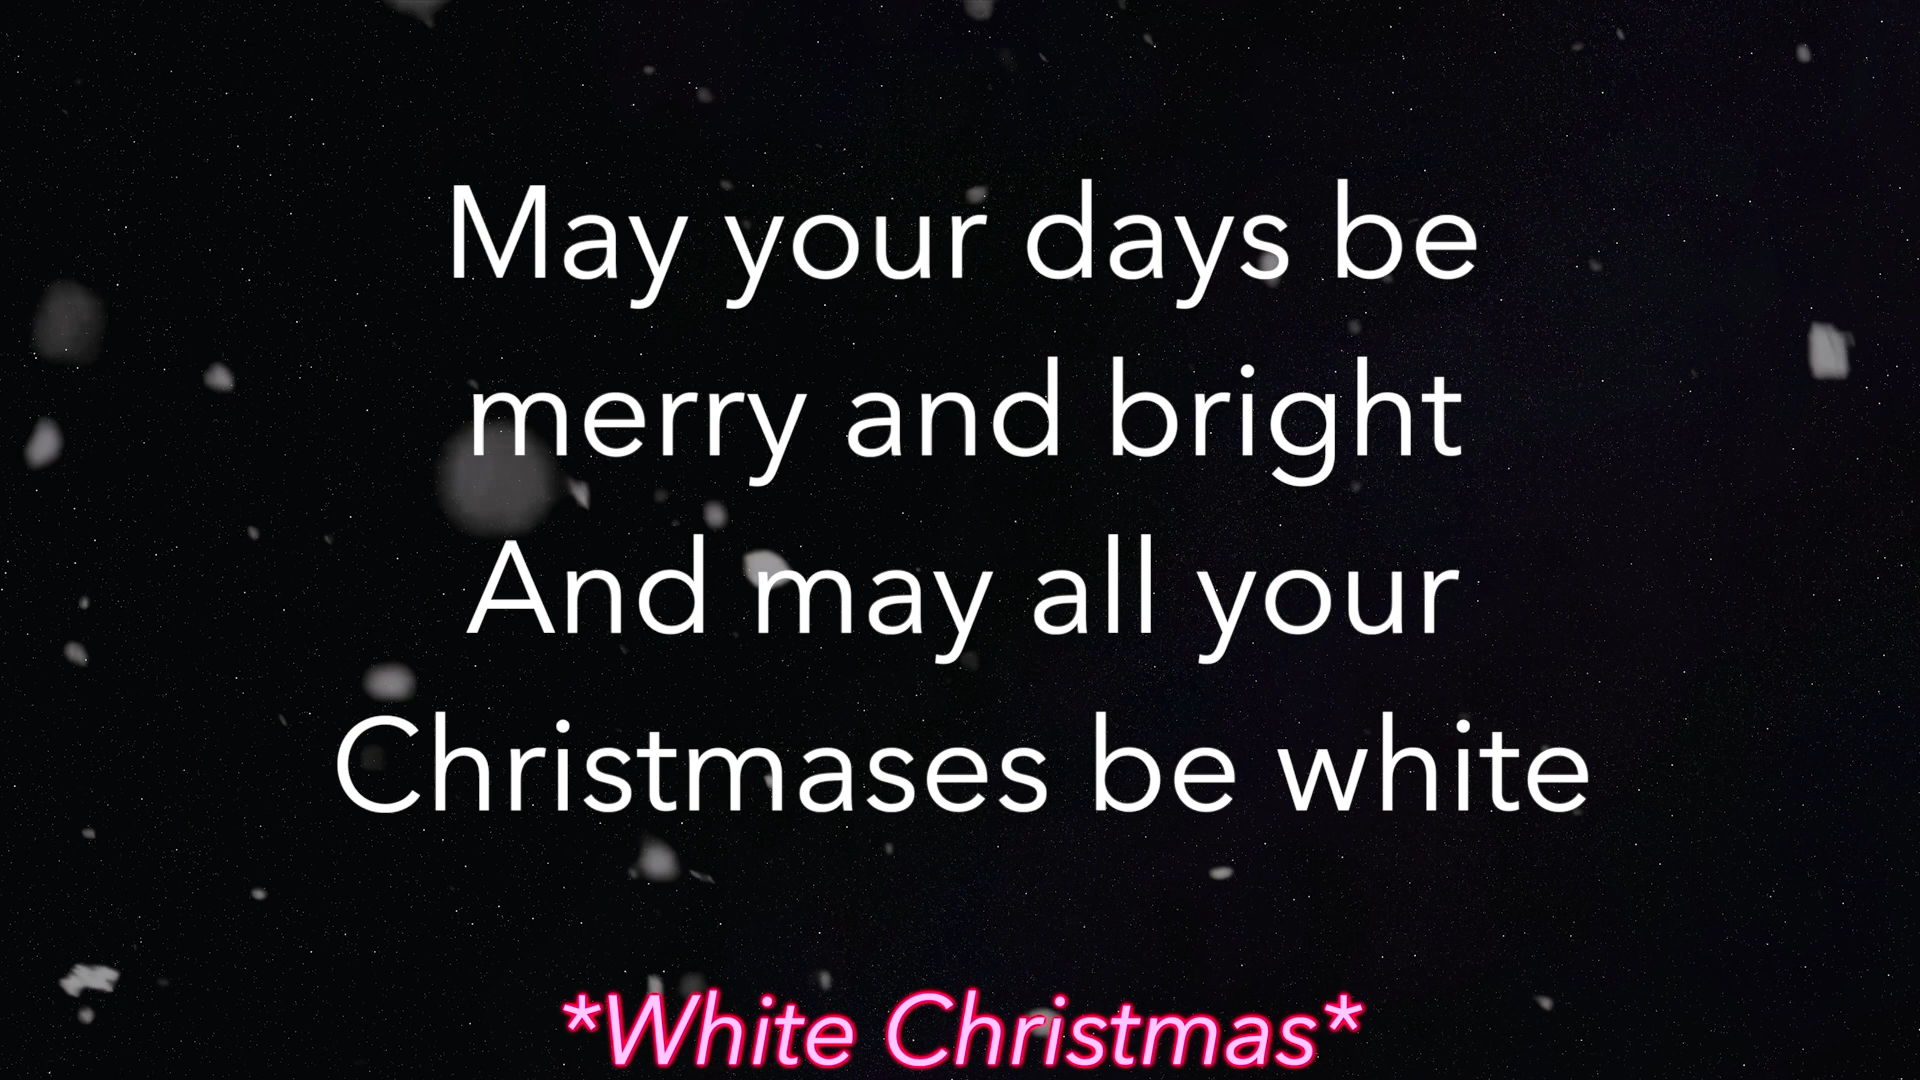 May your days be
merry and bright
And may all your
Christmases be white
*White Christmas*